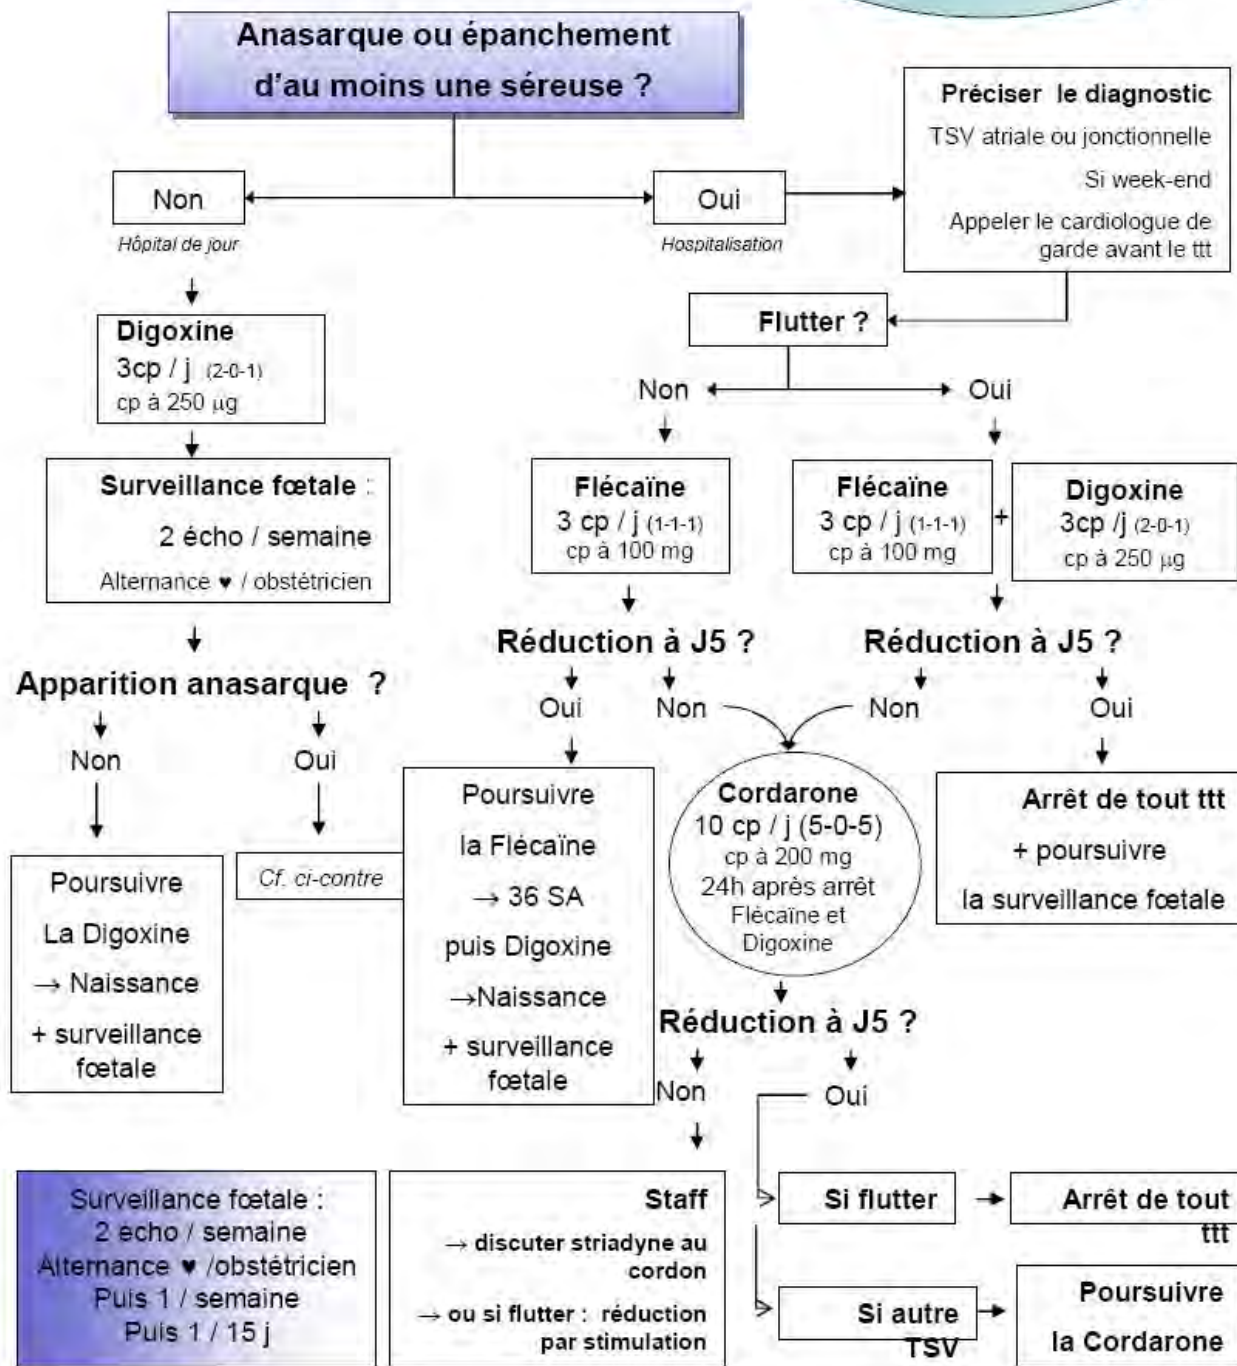 Anasarque ou épanchement
d'au moins une séreuse ?
Préciser le diagnostic
TSV atriale ou jonctionnelle
Si week-end
Appeler le cardiologue de
garde avant le ttt
Non
Hôpital de jour
Oui
Hospitalisation
Flutter ?
Digoxine
3cp / j (2-0-1)
cp à 250 µg
Non
Oui
Surveillance fœtale :
2 écho / semaine
Alternance ♥ / obstétricien
Flécaïne
3 cp / j (1-1-1)
cp à 100 mg
Flécaïne
3 cp / j (1-1-1)
cp à 100 mg
+
Digoxine
3cp /j (2-0-1)
cp à 250 µg
Apparition anasarque ?
Non
Oui
Réduction à J5 ?
Oui
Non
Réduction à J5 ?
Non
Oui
Poursuivre
La Digoxine
→ Naissance
+ surveillance
fœtale
Cf. ci-contre
Poursuivre
la Flécaïne
→ 36 SA
puis Digoxine
→Naissance
+ surveillance
fœtale
Cordarone
10 cp / j (5-0-5)
cp à 200 mg
24h après arrêt
Flécaïne et
Digoxine
Arrêt de tout ttt
+ poursuivre
la surveillance fœtale
Réduction à J5 ?
Non
Oui
Surveillance fœtale :
2 écho / semaine
Alternance ♥ /obstétricien
Puis 1 / semaine
Puis 1 / 15 j
Staff
→ discuter striadyne au
cordon
→ ou si flutter : réduction
par stimulation
Si flutter
Arrêt de tout
ttt
Si autre
TSV
Poursuivre
la Cordarone